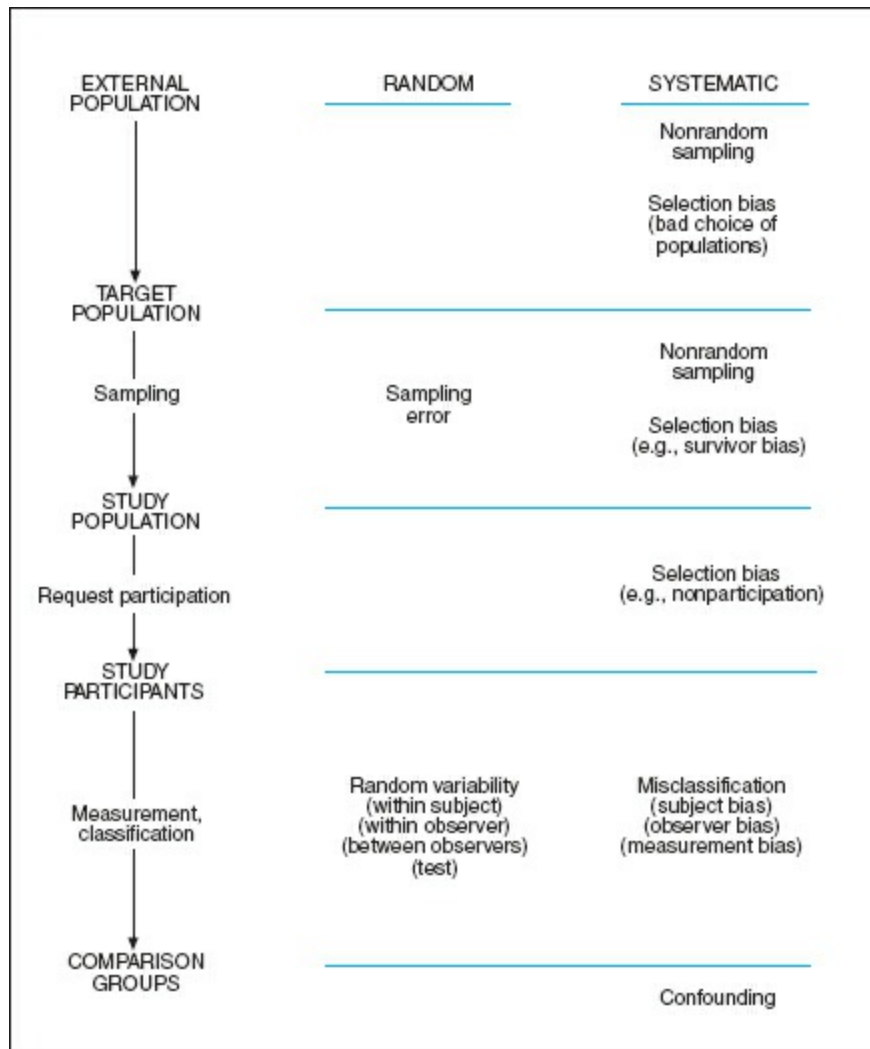 EXTERNAL
POPULATION
RANDOM
SYSTEMATIC
Nonrandom
sampling
Selection bias
(bad choice of
populations)
TARGET
POPULATION
Sampling
Sampling
error
Nonrandom
sampling
Selection bias
(e.g., survivor bias)
STUDY
POPULATION
Request participation
Selection bias
(e.g., nonparticipation)
STUDY
PARTICIPANTS
Measurement,
classification
Random variability
(within subject)
(within observer)
(between observers)
(test)
Misclassification
(subject bias)
(observer bias)
(measurement bias)
COMPARISON
GROUPS
Confounding